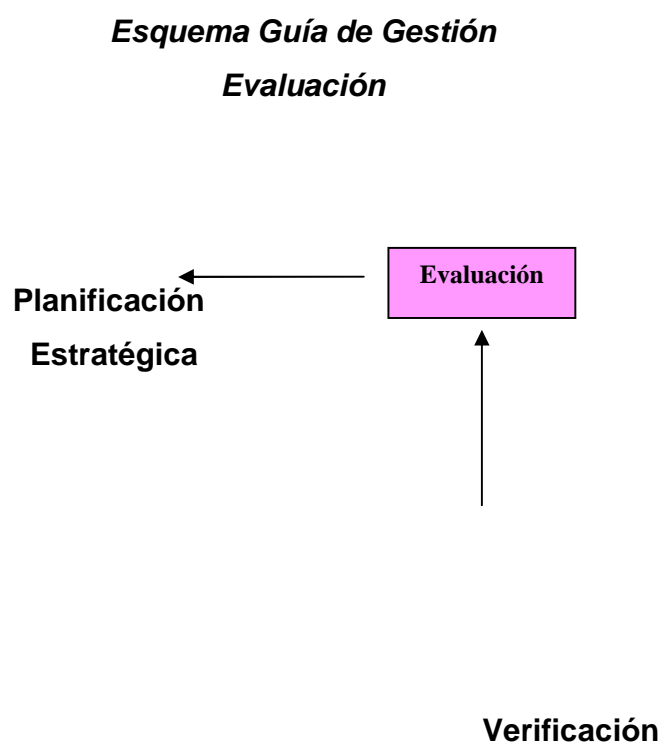 Esquema Guía de Gestión
Evaluación
Evaluación
Planificación
Estratégica
Verificación